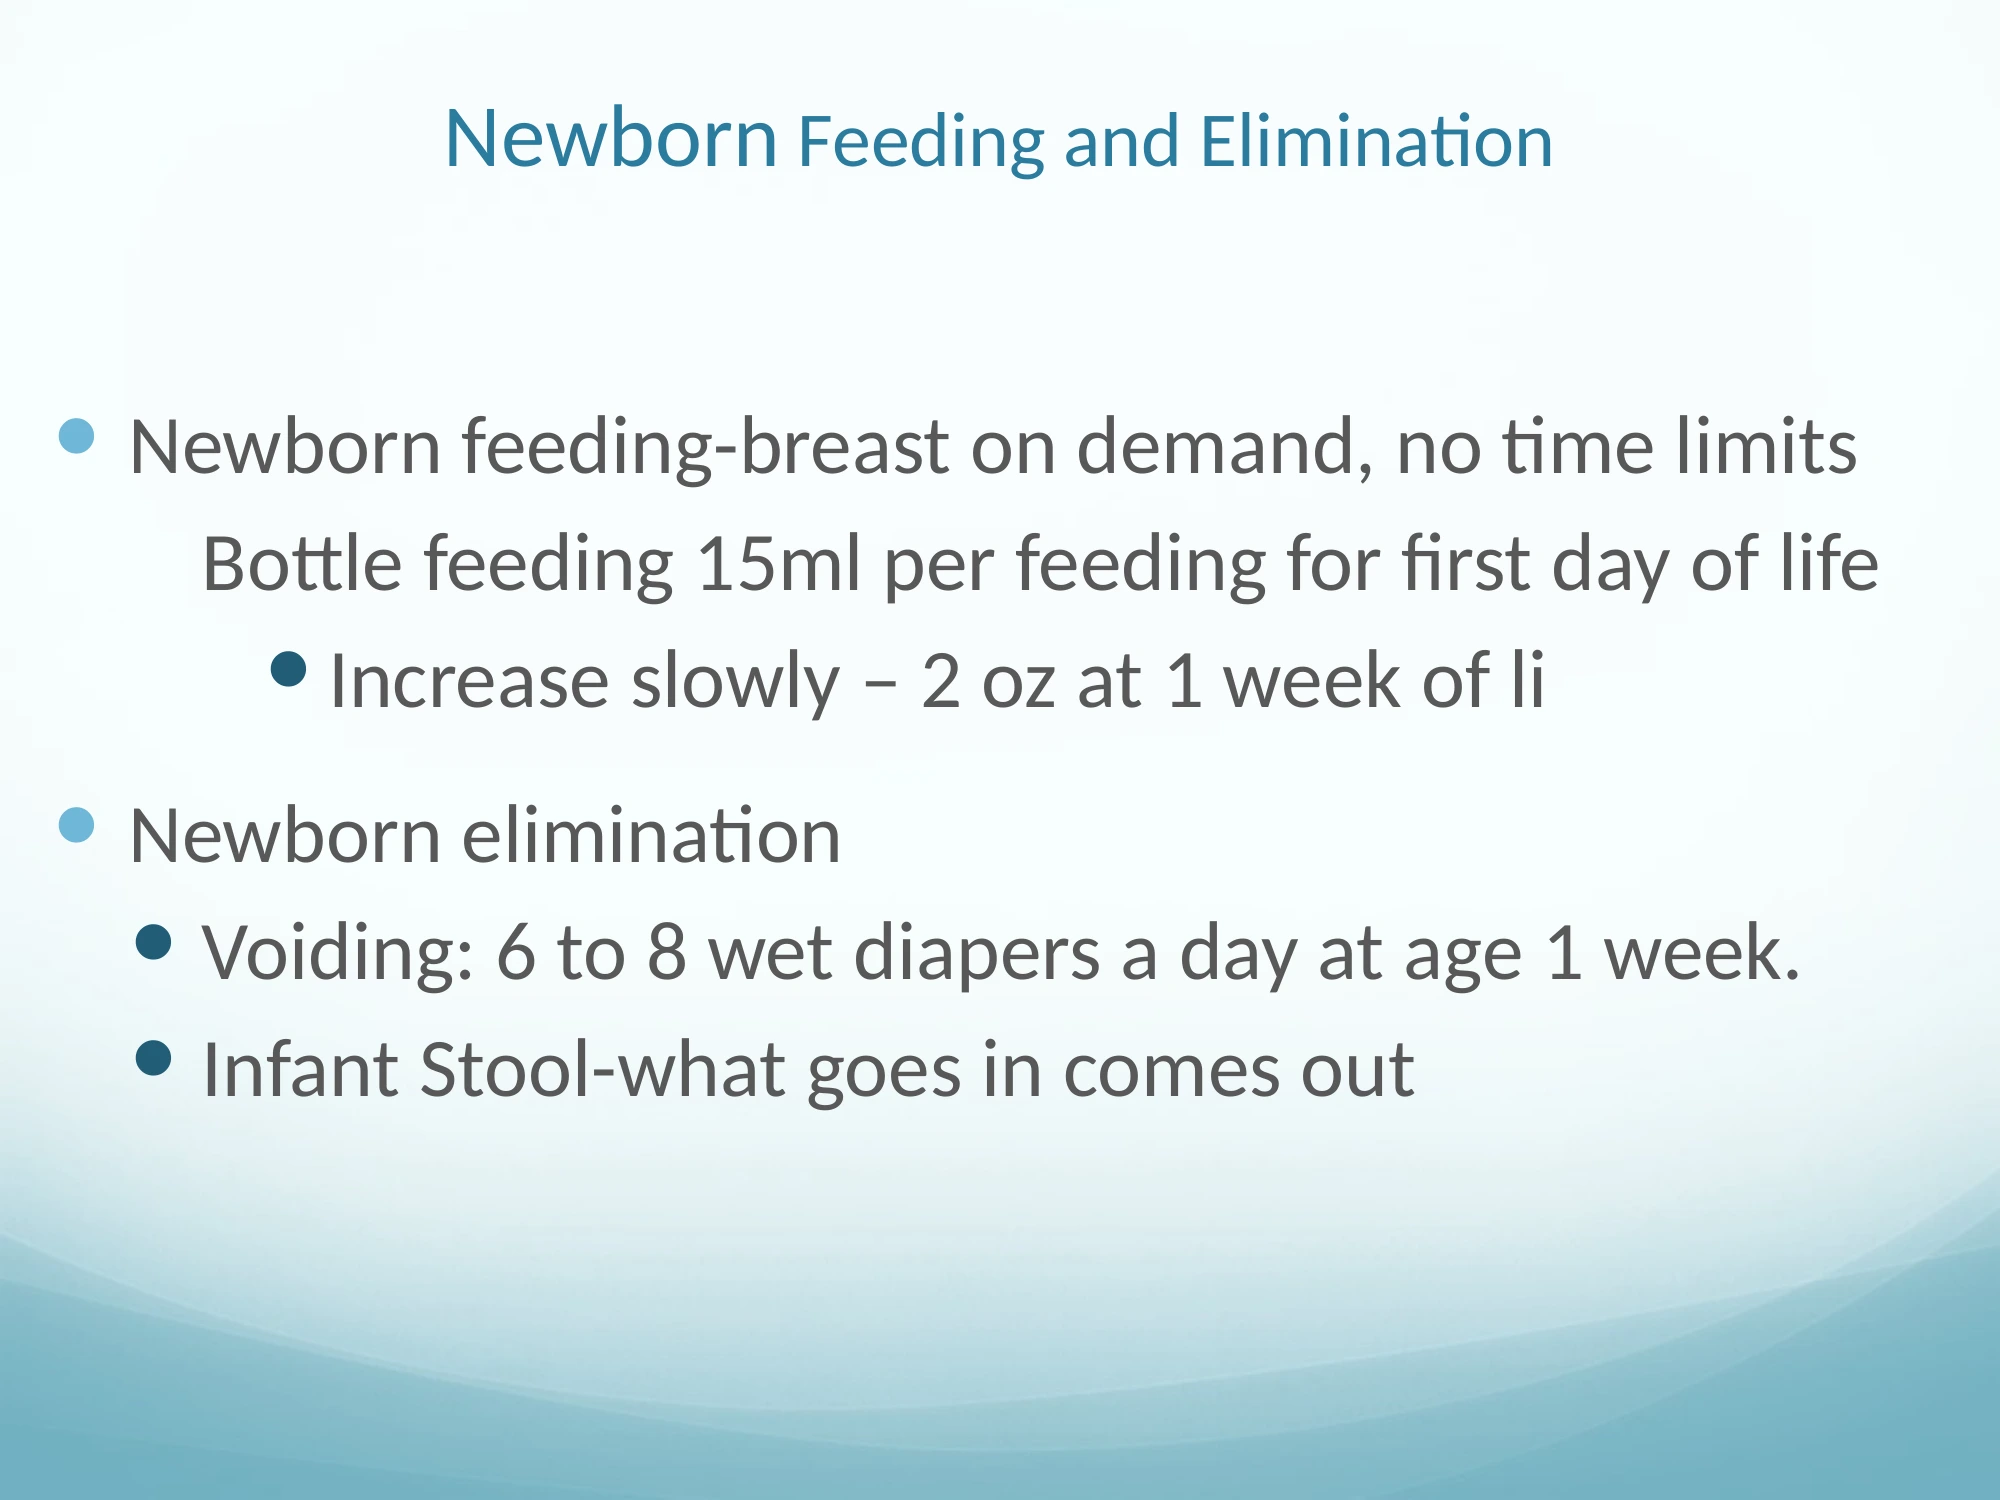 Newborn Feeding and Elimination
Newborn feeding-breast on demand, no time limits
Bottle feeding 15ml per feeding for first day of life
Increase slowly – 2 oz at 1 week of li
Newborn elimination
Voiding: 6 to 8 wet diapers a day at age 1 week.
Infant Stool-what goes in comes out